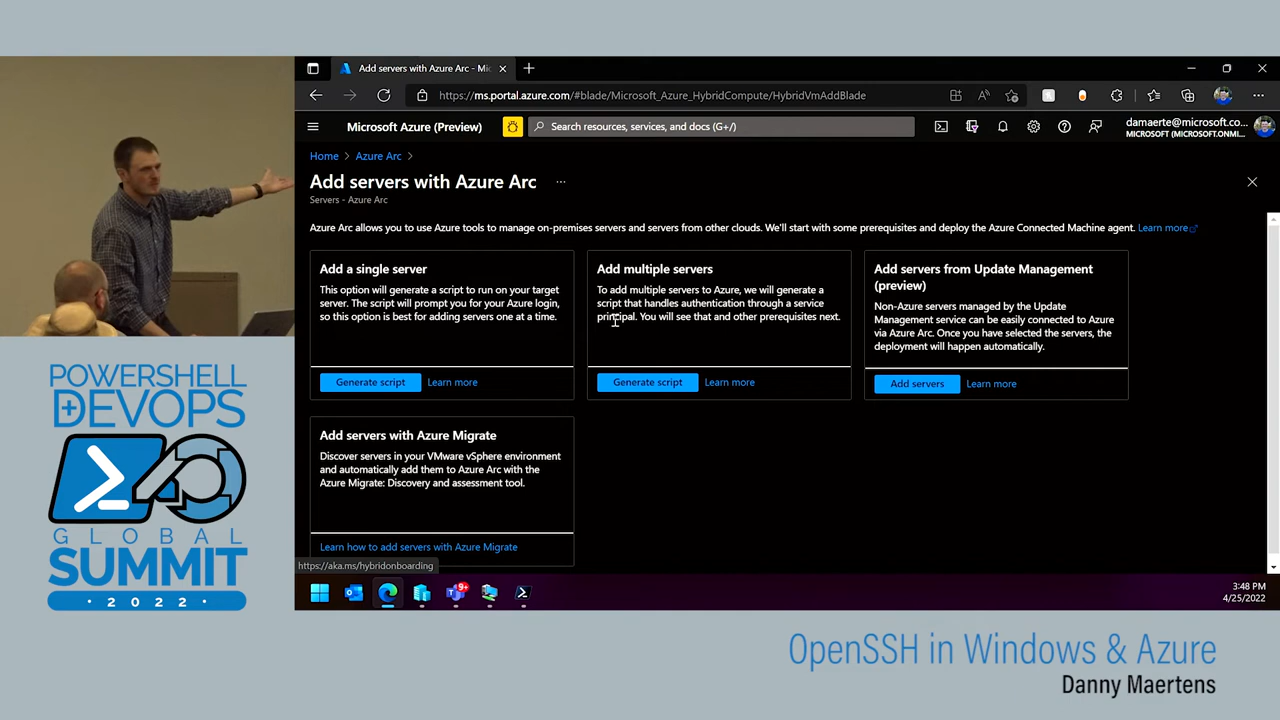 Add servers with Azure Arc - Mic
https://ms.portal.azure.com/#blade/Microsoft_Azure_HybridCompute/HybridVmAddBlade
Microsoft Azure (Preview)
Search resources, services, and docs (G+/)
damaerte@microsoft.co...
MICROSOFT (MICROSOFT.ONMI...
Home
Azure Arc
Add servers with Azure Arc
...
Servers - Azure Arc
Azure Arc allows you to use Azure tools to manage on-premises servers and servers from other clouds. We'll start with some prerequisites and deploy the Azure Connected Machine agent. Learn more
Add a single server
This option will generate a script to run on your target
server. The script will prompt you for your Azure login,
so this option is best for adding servers one at a time.
Generate script
Learn more
Add multiple servers
To add multiple servers to Azure, we will generate a
script that handles authentication through a service
principal. You will see that and other prerequisites next.
Generate script
Learn more
Add servers from Update Management
(preview)
Non-Azure servers managed by the Update
Management service can be easily connected to Azure
via Azure Arc. Once you have selected the servers, the
deployment will happen automatically.
Add servers
Learn more
Add servers with Azure Migrate
Discover servers in your VMware vSphere environment
and automatically add them to Azure Arc with the
Azure Migrate: Discovery and assessment tool.
Learn how to add servers with Azure Migrate
https://aka.ms/hybridonboarding
9+
3:48 PM
4/25/2022
POWERSHELL
+DEVOPS
GLOBAL
SUMMIT
· 2022 ·
OpenSSH in Windows & Azure
Danny Maertens